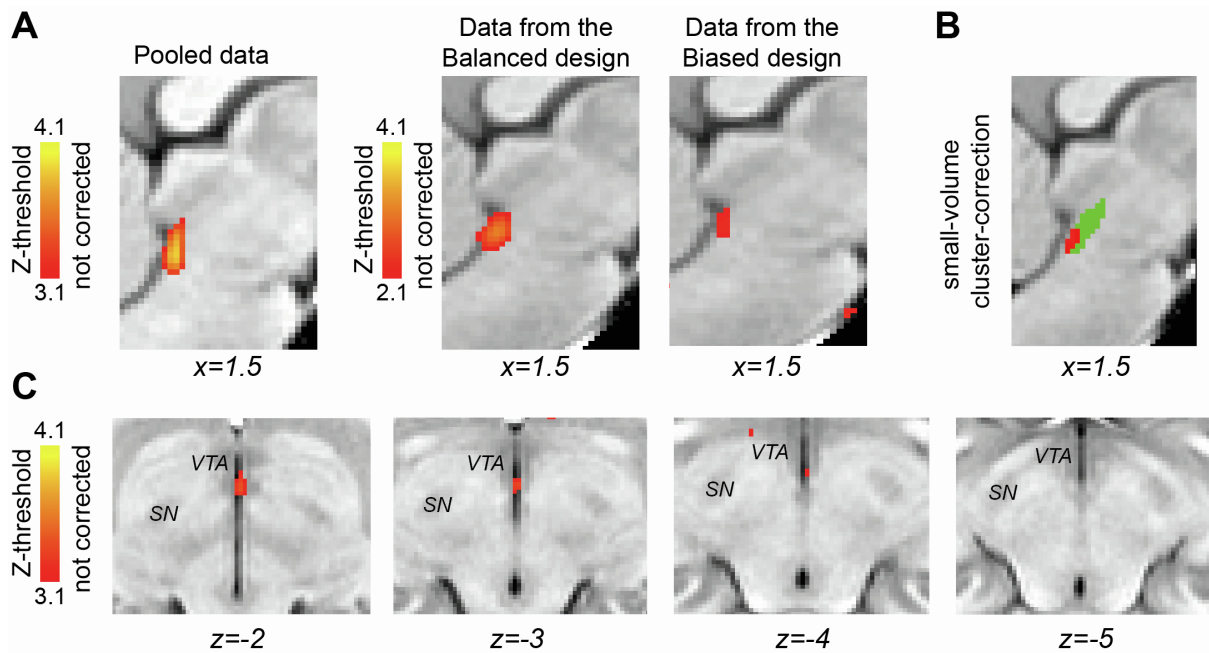 A
Pooled data
Data from the
Balanced design
Data from the
Biased design
B
4.1
Z-threshold
not corrected
3.1
4.1
Z-threshold
not corrected
2.1
small-volume
cluster-correction
x=1.5
x=1.5
x=1.5
x=1.5
C
4.1
Z-threshold
not corrected
3.1
VTA
SN
VTA
SN
VTA
SN
VTA
SN
z=-2
z=-3
z=-4
z=-5